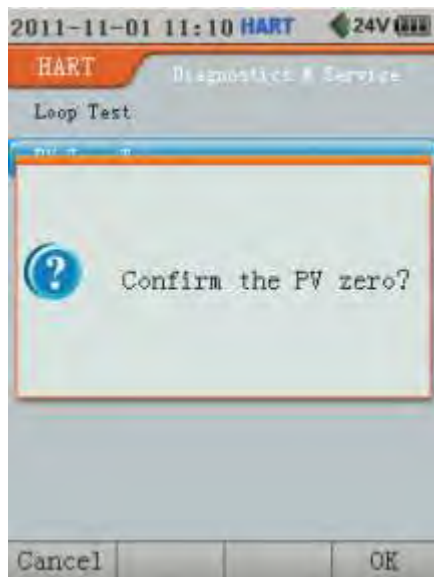 2011-11-01 11:10 HART 24V
HART Diagnostics & Service
Loop Test
Confirm the PV zero?
Cancel OK